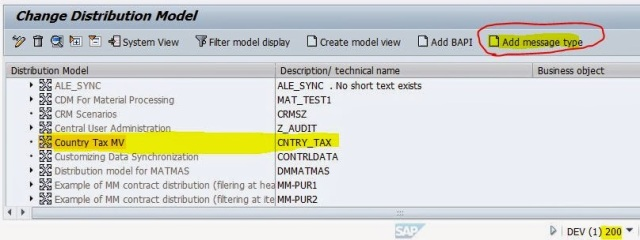 Change Distribution Model
System View Filter model display Create model view Add BAPI Add message type
Distribution Model Description/ technical name Business object
ALE_SYNC ALE_SYNC . No short text exists
CDM For Material Processing MAT_TEST1
CRM Scenarios CRMSZ
Central User Administration Z_AUDIT
Country Tax MV CNTRY_TAX
Customizing Data Synchronization CONTRLDATA
Distribution model for MATMAS DMMATMAS
Example of MM contract distribution (filering at hea MM-PUR1
Example of MM contract distribution (filtering at ite MM-PUR2
SAP DEV (1) 200